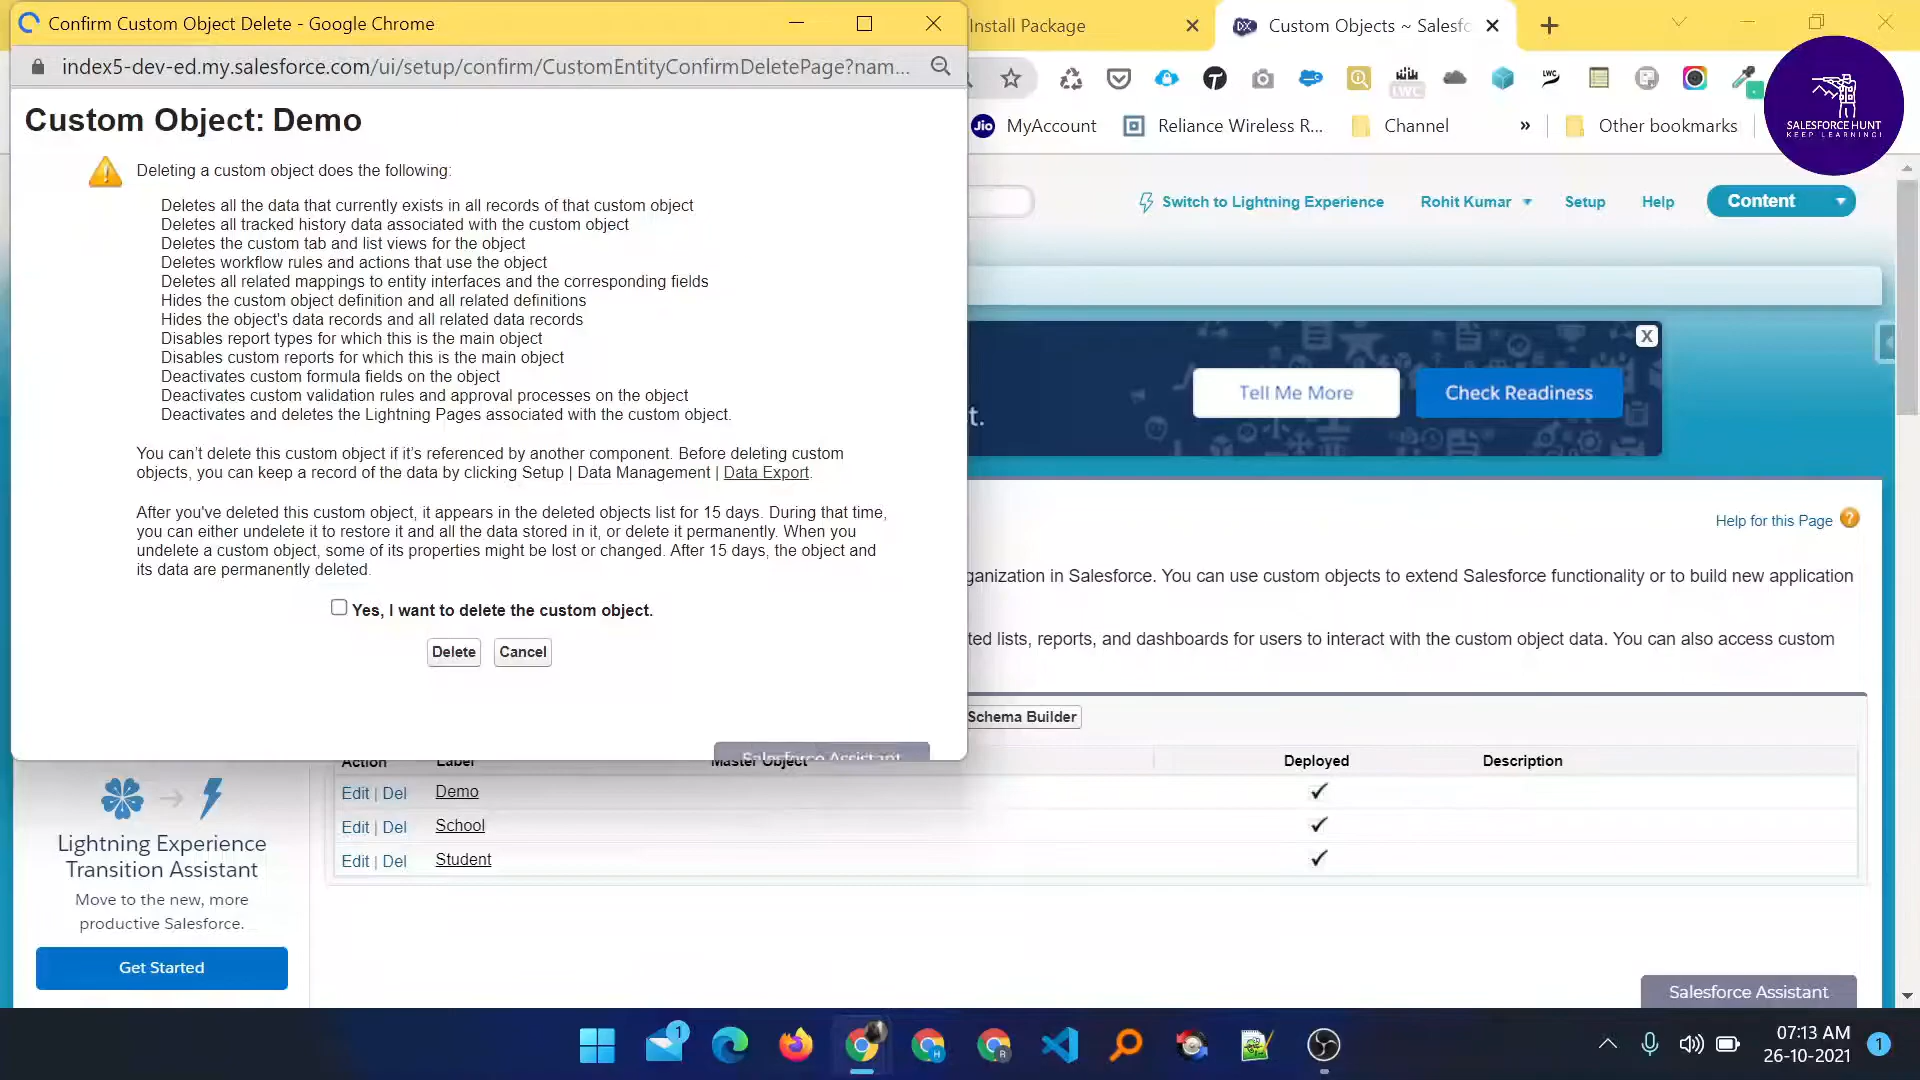 Confirm Custom Object Delete - Google Chrome
Install Package
Custom Objects ~ Salesfo
index5-dev-ed.my.salesforce.com/ui/setup/confirm/CustomEntityConfirmDeletePage?nam...
LWC
LWC
SALESFORCE HUNT
KEEP LEARNING!
Jio MyAccount
Reliance Wireless R...
Channel
»
Other bookmarks
Custom Object: Demo
Deleting a custom object does the following:
Deletes all the data that currently exists in all records of that custom object
Deletes all tracked history data associated with the custom object
Deletes the custom tab and list views for the object
Deletes workflow rules and actions that use the object
Deletes all related mappings to entity interfaces and the corresponding fields
Hides the custom object definition and all related definitions
Hides the object's data records and all related data records
Disables report types for which this is the main object
Disables custom reports for which this is the main object
Deactivates custom formula fields on the object
Deactivates custom validation rules and approval processes on the object
Deactivates and deletes the Lightning Pages associated with the custom object.
You can't delete this custom object if it's referenced by another component. Before deleting custom
objects, you can keep a record of the data by clicking Setup | Data Management | Data Export.
After you've deleted this custom object, it appears in the deleted objects list for 15 days. During that time,
you can either undelete it to restore it and all the data stored in it, or delete it permanently. When you
undelete a custom object, some of its properties might be lost or changed. After 15 days, the object and
its data are permanently deleted.
Yes, I want to delete the custom object.
Delete Cancel
Salesforce Assistant
Switch to Lightning Experience
Rohit Kumar
Setup
Help
Content
X
t.
Tell Me More
Check Readiness
Help for this Page ?
ganization in Salesforce. You can use custom objects to extend Salesforce functionality or to build new application
ted lists, reports, and dashboards for users to interact with the custom object data. You can also access custom
Schema Builder
Action Label Master Object Deployed Description
Edit | Del Demo
Edit | Del School
Edit | Del Student
Lightning Experience
Transition Assistant
Move to the new, more
productive Salesforce.
Get Started
Salesforce Assistant
1
H
R
07:13 AM
26-10-2021
1